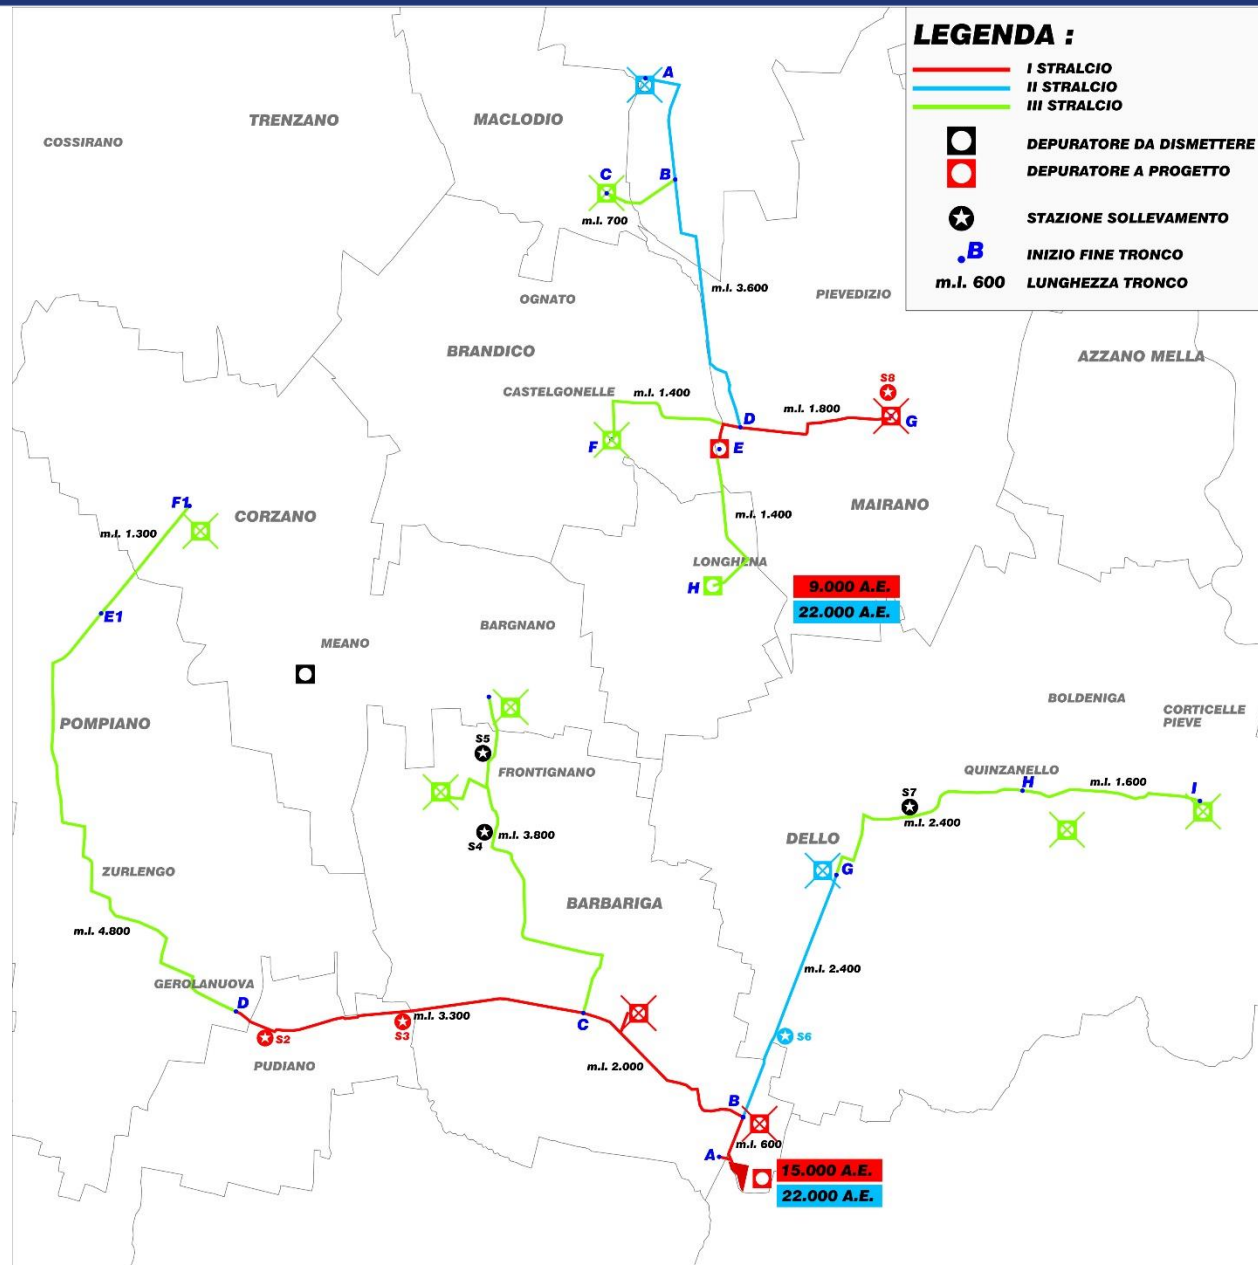 LEGENDA :
I STRALCIO
II STRALCIO
III STRALCIO
DEPURATORE DA DISMETTERE
DEPURATORE A PROGETTO
STAZIONE SOLLEVAMENTO
.B INIZIO FINE TRONCO
m.l. 600 LUNGHEZZA TRONCO
A
TRENZANO
MACLODIO
COSSIRANO
C
B
m.l. 700
m.l. 3.600
OGNATO
PIEVEDIZIO
BRANDICO
AZZANO MELLA
CASTELGONELLE
m.l. 1.400
S8
m.l. 1.800
D
G
F
E
F1
CORZANO
MAIRANO
m.l. 1.300
m.l. 1.400
LONGHENA
H
9.000 A.E.
22.000 A.E.
E1
BARGNANO
MEANO
BOLDENIGA
CORTICELLE
PIEVE
POMPIANO
S5
FRONTIGNANO
QUINZANELLO
H
m.l. 1.600
I
S7
m.l. 2.400
m.l. 3.800
S4
DELLO
ZURLENGO
G
BARBARIGA
m.l. 4.800
m.l. 2.400
GEROLANUOVA
D
m.l. 3.300
C
S2
S3
S6
PUDIANO
m.l. 2.000
B
m.l. 600
A
15.000 A.E.
22.000 A.E.